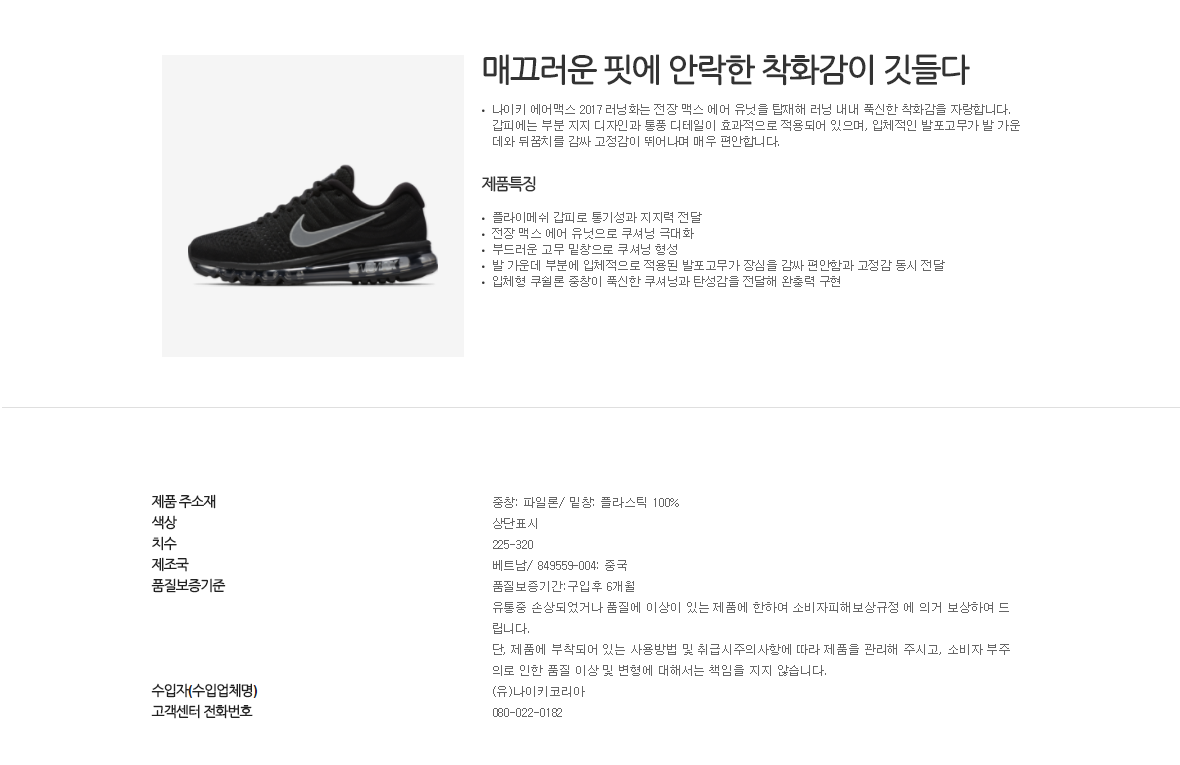 매끄러운 핏에 안락한 착화감이 깃들다
• 나이키 에어맥스 2017 러닝화는 전장 맥스 에어 유닛을 탑재해 러닝 내내 푹신한 착화감을 자랑합니다.
갑피에는 부분 지지 디자인과 통풍 디테일이 효과적으로 적용되어 있으며, 입체적인 발포고무가 발 가운
데와 뒤꿈치를 감싸 고정감이 뛰어나며 매우 편안합니다.
제품특징
• 플라이메쉬 갑피로 통기성과 지지력 전달
• 전장 맥스 에어 유닛으로 쿠셔닝 극대화
• 부드러운 고무 밑창으로 쿠셔닝 형성
• 발 가운데 부분에 입체적으로 적용된 발포고무가 장심을 감싸 편안함과 고정감 동시 전달
• 입체형 쿠쉴론 중창이 푹신한 쿠셔닝과 탄성감을 전달해 완충력 구현
제품 주소재 중창: 파일론/ 밑창: 플라스틱 100%
색상 상단표시
치수 225-320
제조국 베트남/ 849559-004: 중국
품질보증기준 품질보증기간:구입후 6개월
유통중 손상되었거나 품질에 이상이 있는 제품에 한하여 소비자피해보상규정 에 의거 보상하여 드
립니다.
단, 제품에 부착되어 있는 사용방법 및 취급시주의사항에 따라 제품을 관리해 주시고, 소비자 부주
의로 인한 품질 이상 및 변형에 대해서는 책임을 지지 않습니다.
수입자(수입업체명) (유)나이키코리아
고객센터 전화번호 080-022-0182